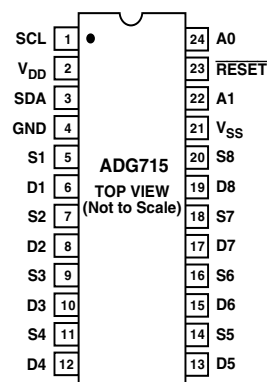 SCL 1 24 A0
VDD 2 23 RESET
SDA 3 22 A1
GND 4 21 VSS
S1 5 20 S8
D1 6 ADG715 19 D8
S2 7 TOP VIEW 18 S7
(Not to Scale)
D2 8 17 D7
S3 9 16 S6
D3 10 15 D6
S4 11 14 S5
D4 12 13 D5